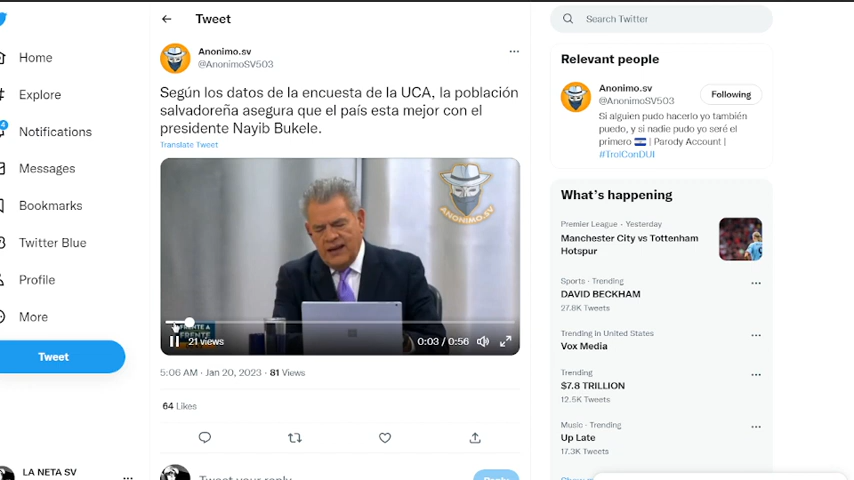 Tweet
Search Twitter
Home
Explore
4
Notifications
Messages
Bookmarks
Twitter Blue
Profile
More
Tweet
LA NETA SV
Anonimo.sv
@AnonimoSV503
Según los datos de la encuesta de la UCA, la población
salvadoreña asegura que el país esta mejor con el
presidente Nayib Bukele.
Translate Tweet
ANONIMO.SV
FRENTE A
FRENTE
21 views
0:03 / 0:56
5:06 AM · Jan 20, 2023 · 81 Views
64 Likes
Tweet your reply
Reply
Relevant people
Anonimo.sv
@AnonimoSV503
Following
Si alguien pudo hacerlo yo también
puedo, y si nadie pudo yo seré el
primero 🇸🇻 | Parody Account |
#TrolConDUI
What's happening
Premier League · Yesterday
Manchester City vs Tottenham
Hotspur
Sports · Trending
DAVID BECKHAM
27.8K Tweets
Trending in United States
Vox Media
Trending
$7.8 TRILLION
12.5K Tweets
Music · Trending
Up Late
17.3K Tweets